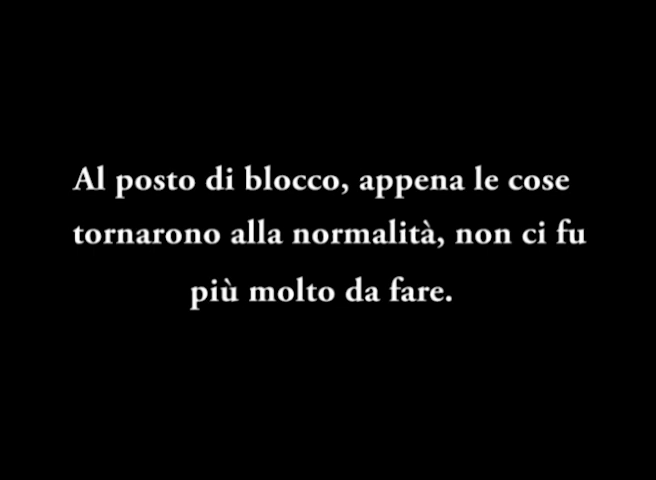 Al posto di blocco, appena le cose
tornarono alla normalità, non ci fu
più molto da fare.